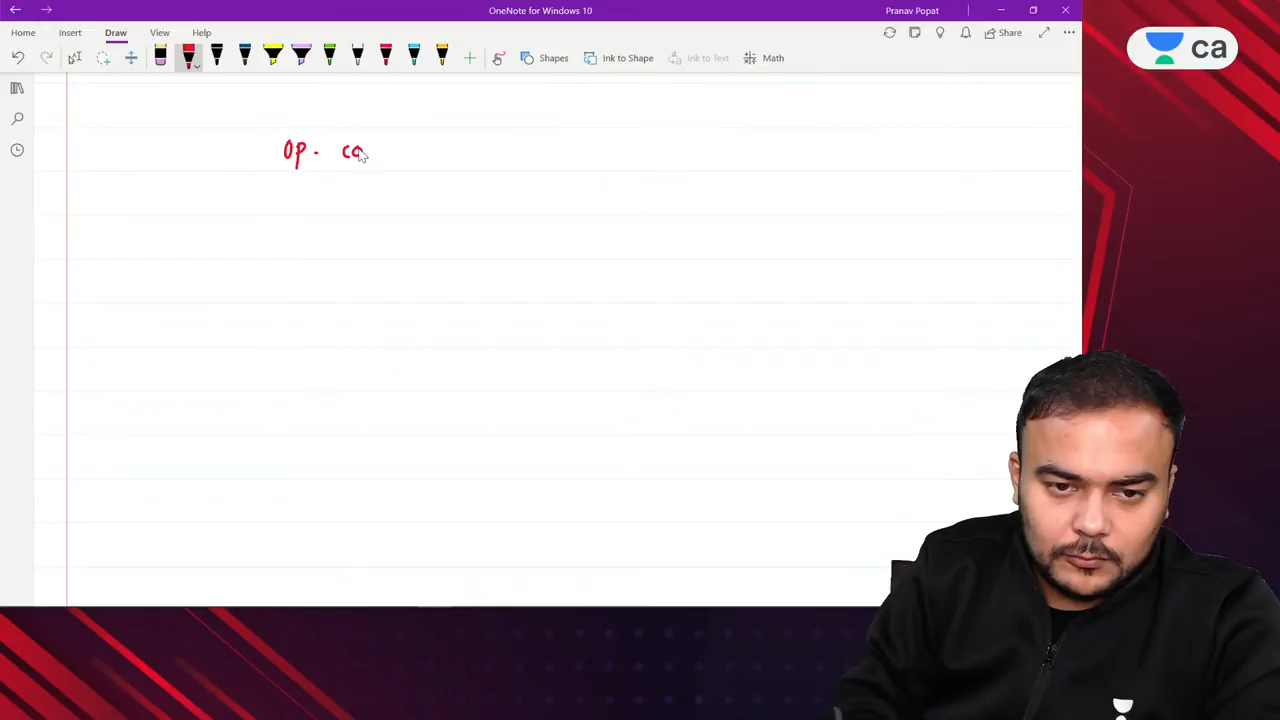 OneNote for Windows 10
Pranav Popat
Home Insert Draw View Help
Share
Shapes Ink to Shape Ink to Text Math
ca
Op. ca